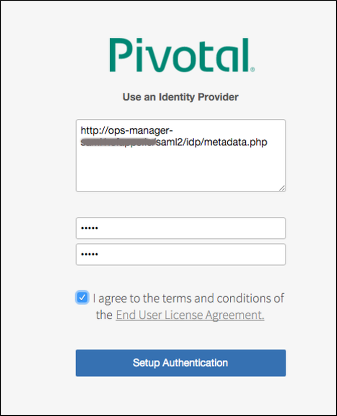 Pivotal
Use an Identity Provider
http://ops-manager-
/saml2/idp/metadata.php
•••••
•••••
I agree to the terms and conditions of
the End User License Agreement.
Setup Authentication